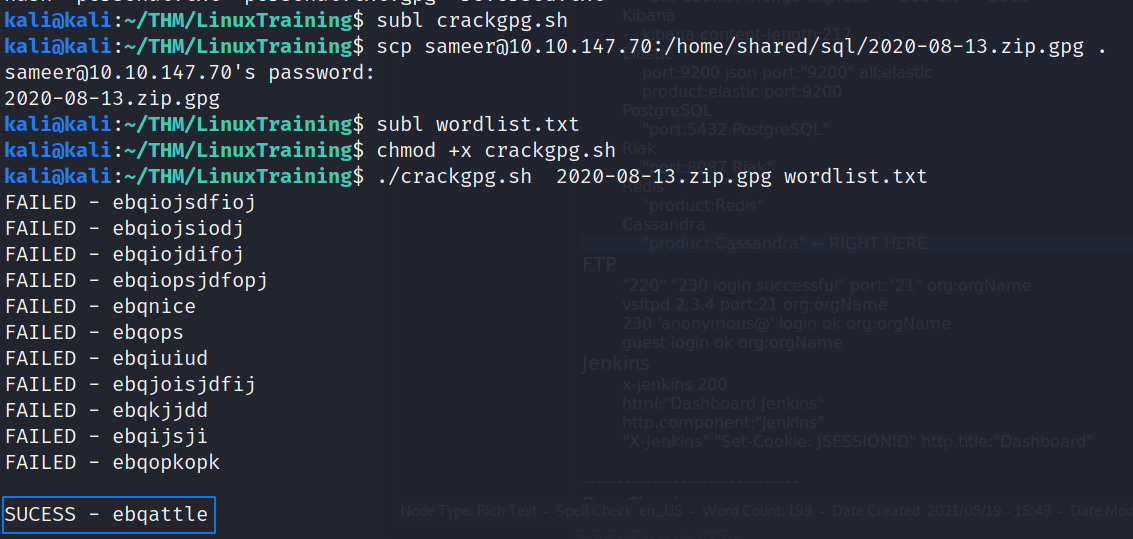 kali@kali:~/THM/LinuxTraining$ subl crackgpg.sh
kali@kali:~/THM/LinuxTraining$ scp sameer@10.10.147.70:/home/shared/sql/2020-08-13.zip.gpg .
sameer@10.10.147.70's password:
2020-08-13.zip.gpg
kali@kali:~/THM/LinuxTraining$ subl wordlist.txt
kali@kali:~/THM/LinuxTraining$ chmod +x crackgpg.sh
kali@kali:~/THM/LinuxTraining$ ./crackgpg.sh  2020-08-13.zip.gpg wordlist.txt
FAILED - ebqiojsdfioj
FAILED - ebqiojsiodj
FAILED - ebqiojdifoj
FAILED - ebqiopsjdfopj
FAILED - ebqnice
FAILED - ebqops
FAILED - ebqiuiud
FAILED - ebqjoisjdfij
FAILED - ebqkjjdd
FAILED - ebqijsji
FAILED - ebqopkopk
SUCESS - ebqattle
Kibana
kibana content-length:217
port:9200 json port:"9200" all:elastic
product:elastic port:9200
PostgreSQL
"port:5432 PostgreSQL"
Riak
"port:8087 Riak"
Redis
"product:Redis"
Cassandra
"product:Cassandra" ← RIGHT HERE
FTP
"220" "230 login successful" port:"21" org:orgName
vsftpd 2.3.4 port:21 org:orgName
230 'anonymous@' login ok org:orgName
guest login ok org:orgName
Jenkins
x-jenkins 200
html:"Dashboard Jenkins"
http.component:"jenkins"
"X-Jenkins" "Set-Cookie: JSESSIONID" http.title:"Dashboard"
-------------------------------
Node Type: Rich Text  -  Spell Check: en_US  -  Word Count: 199  -  Date Created: 2021/05/19 - 15:43  -  Date Mod